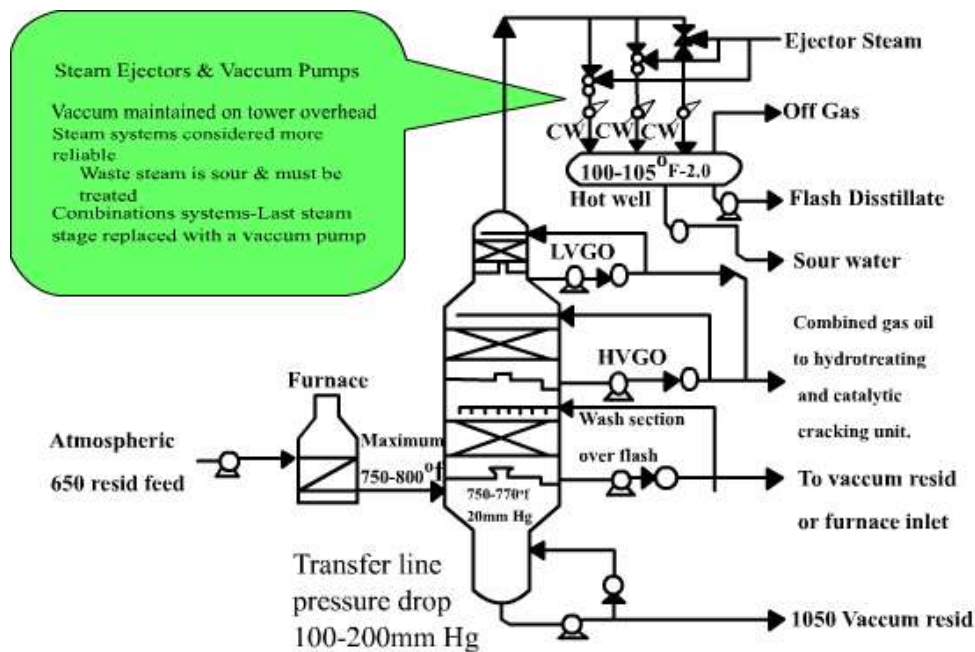 Steam Ejectors & Vaccum Pumps
Vaccum maintained on tower overhead
Steam systems considered more
reliable
Waste steam is sour & must be
treated
Combinations systems-Last steam
stage replaced with a vaccum pump
Ejector Steam
Off Gas
CW CW CW
100-105°F-2.0
Hot well
Flash Disstillate
Sour water
LVGO
Combined gas oil
to hydrotreating
and catalytic
cracking unit.
HVGO
Wash section
Furnace
Atmospheric
650 resid feed
Maximum
750-800°f
over flash
To vaccum resid
or furnace inlet
750-770°f
20mm Hg
Transfer line
pressure drop
100-200mm Hg
1050 Vaccum resid